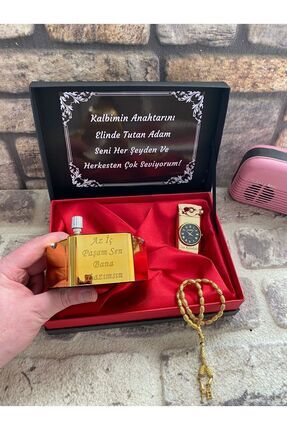 Kalbimin Anahtarını
Elinde Tutan Adam
Seni Her Şeyden Ve
Herkesten Çok Seviyorum!
Az İç
Paşam Sen
Bana
Lazımsın